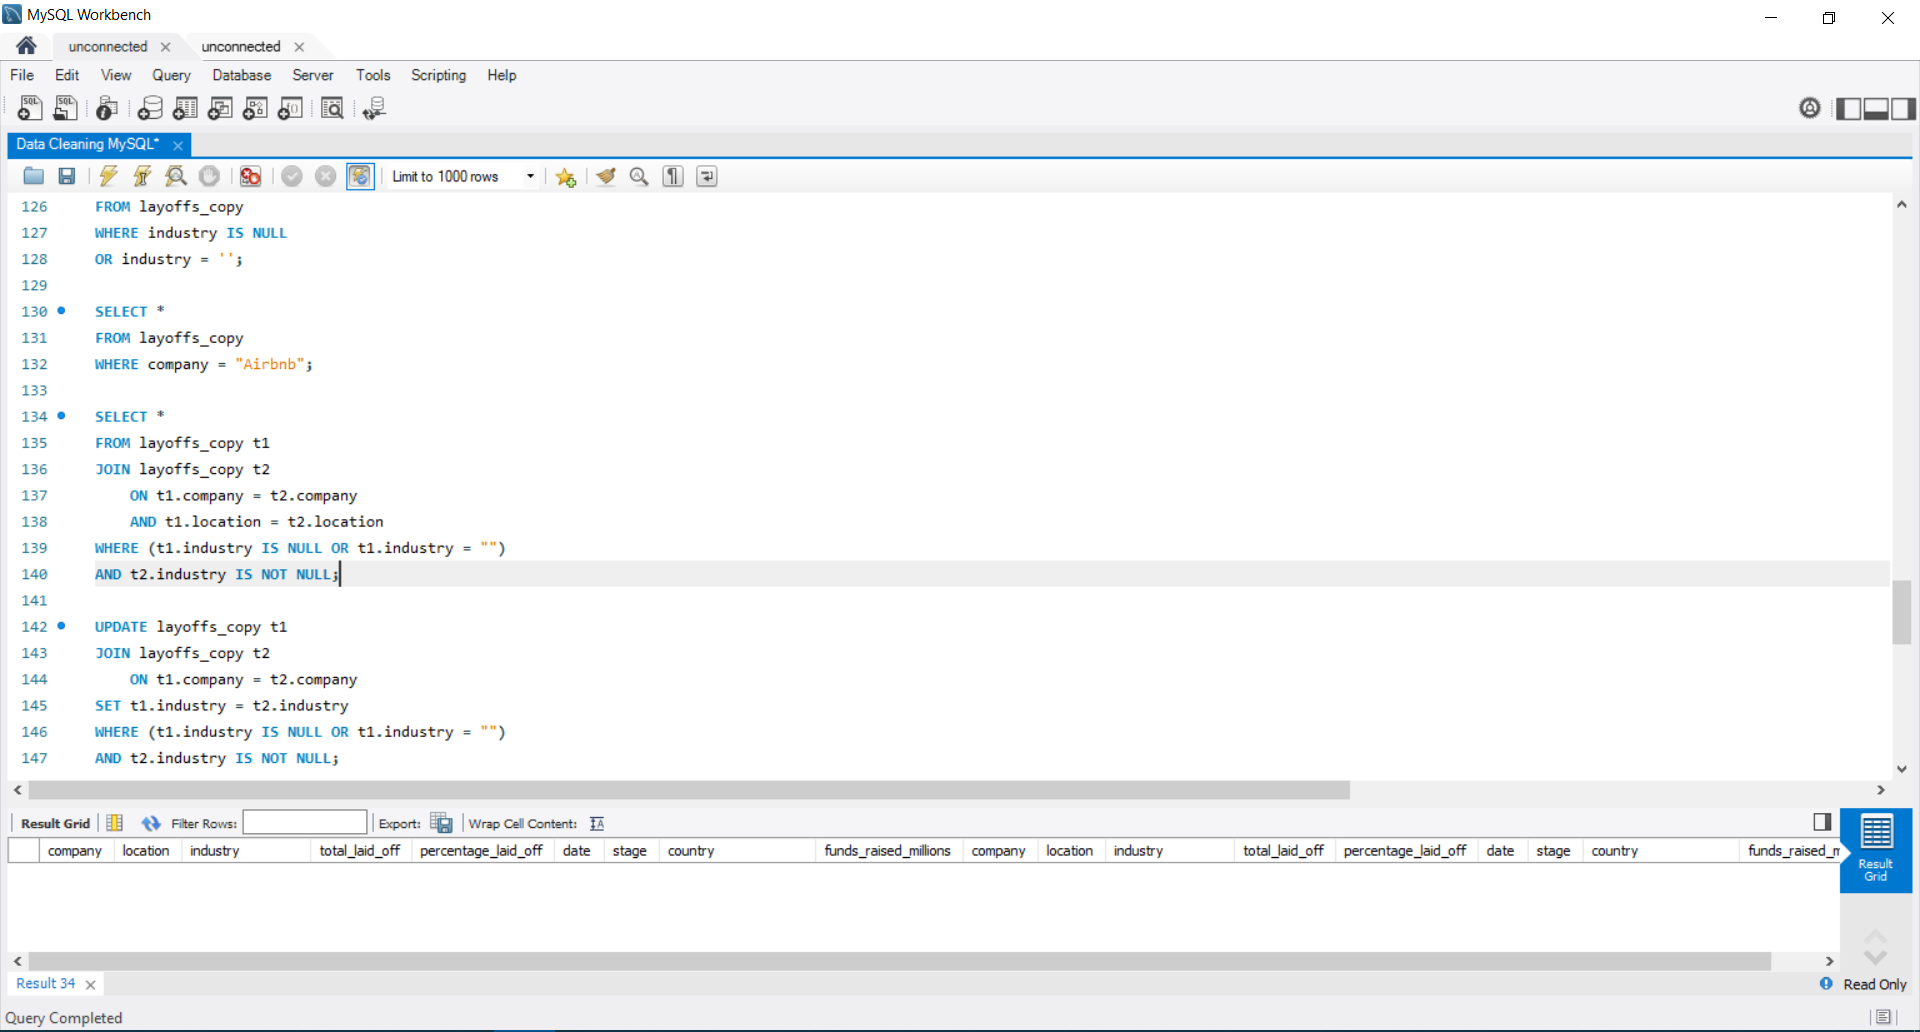 MySQL Workbench
unconnected unconnected
File Edit View Query Database Server Tools Scripting Help
SQL SQL
Data Cleaning MySQL*
Limit to 1000 rows
126 FROM layoffs_copy
127 WHERE industry IS NULL
128 OR industry = '';
129
130 SELECT *
131 FROM layoffs_copy
132 WHERE company = "Airbnb";
133
134 SELECT *
135 FROM layoffs_copy t1
136 JOIN layoffs_copy t2
137 ON t1.company = t2.company
138 AND t1.location = t2.location
139 WHERE (t1.industry IS NULL OR t1.industry = "")
140 AND t2.industry IS NOT NULL;
141
142 UPDATE layoffs_copy t1
143 JOIN layoffs_copy t2
144 ON t1.company = t2.company
145 SET t1.industry = t2.industry
146 WHERE (t1.industry IS NULL OR t1.industry = "")
147 AND t2.industry IS NOT NULL;
Result Grid Filter Rows: Export: Wrap Cell Content: IA
company location industry total_laid_off percentage_laid_off date stage country funds_raised_millions company location industry total_laid_off percentage_laid_off date stage country funds_raised_m
Result
Grid
Result 34 Read Only
Query Completed